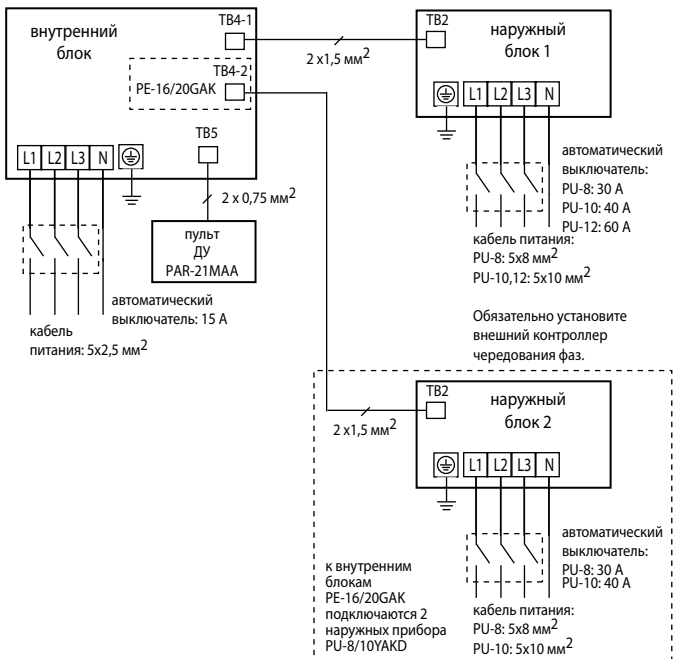 внутренний
блок
TB4-1
TB4-2
PE-16/20GAK
TB5
L1 L2 L3 N
2 x 0,75 мм2
пульт
ДУ
PAR-21MAA
автоматический
выключатель: 15 А
кабель
питания: 5x2,5 мм2
2 x1,5 мм2
TB2
наружный
блок 1
L1 L2 L3 N
автоматический
выключатель:
PU-8: 30 А
PU-10: 40 А
PU-12: 60 А
кабель питания:
PU-8: 5x8 мм2
PU-10,12: 5x10 мм2
Обязательно установите
внешний контроллер
чередования фаз.
2 x1,5 мм2
TB2
наружный
блок 2
L1 L2 L3 N
автоматический
выключатель:
PU-8: 30 А
PU-10: 40 А
кабель питания:
PU-8: 5x8 мм2
PU-10: 5x10 мм2
к внутренним
блокам
PE-16/20GAK
подключаются 2
наружных прибора
PU-8/10YAKD